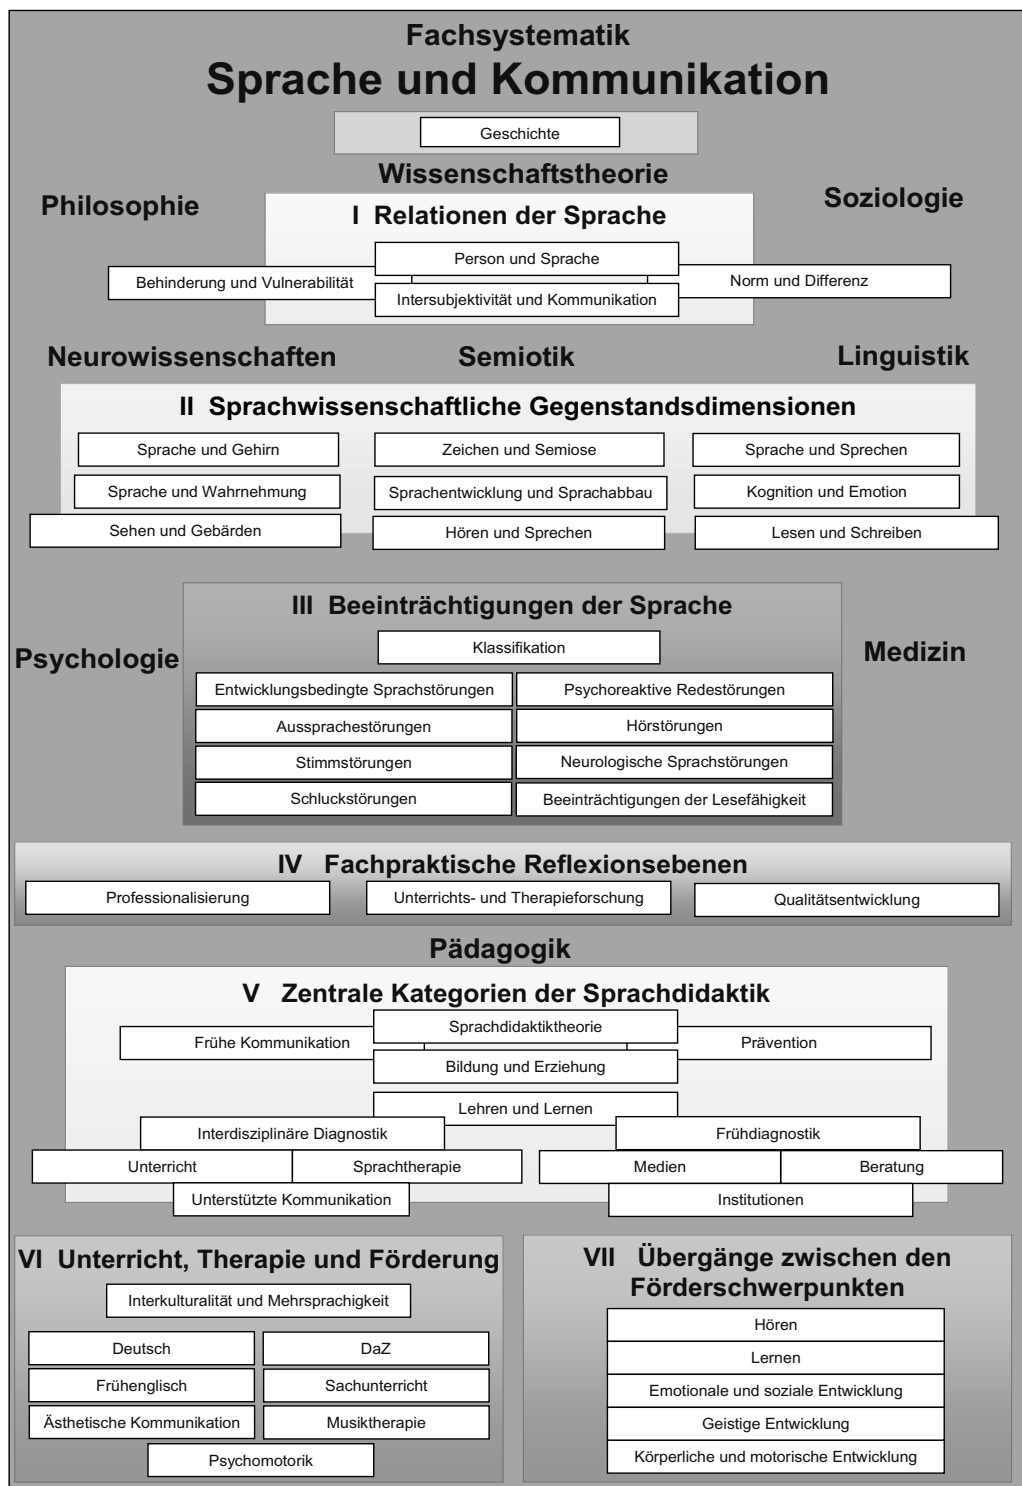 Fachsystematik
Sprache und Kommunikation
Geschichte
Wissenschaftstheorie
Philosophie
Soziologie
I Relationen der Sprache
Person und Sprache
Behinderung und Vulnerabilität
Norm und Differenz
Intersubjektivität und Kommunikation
Neurowissenschaften
Semiotik
Linguistik
II Sprachwissenschaftliche Gegenstandsdimensionen
Sprache und Gehirn
Zeichen und Semiose
Sprache und Sprechen
Sprache und Wahrnehmung
Sprachentwicklung und Sprachabbau
Kognition und Emotion
Sehen und Gebärden
Hören und Sprechen
Lesen und Schreiben
III Beeinträchtigungen der Sprache
Psychologie
Medizin
Klassifikation
Entwicklungsbedingte Sprachstörungen
Psychoreaktive Redestörungen
Aussprachestörungen
Hörstörungen
Stimmstörungen
Neurologische Sprachstörungen
Schluckstörungen
Beeinträchtigungen der Lesefähigkeit
IV Fachpraktische Reflexionsebenen
Professionalisierung
Unterrichts- und Therapieforschung
Qualitätsentwicklung
Pädagogik
V Zentrale Kategorien der Sprachdidaktik
Sprachdidaktiktheorie
Frühe Kommunikation
Prävention
Bildung und Erziehung
Lehren und Lernen
Interdisziplinäre Diagnostik
Frühdiagnostik
Unterricht
Sprachtherapie
Medien
Beratung
Unterstützte Kommunikation
Institutionen
VI Unterricht, Therapie und Förderung
Interkulturalität und Mehrsprachigkeit
Deutsch
DaZ
Frühenglisch
Sachunterricht
Ästhetische Kommunikation
Musiktherapie
Psychomotorik
VII Übergänge zwischen den
Förderschwerpunkten
Hören
Lernen
Emotionale und soziale Entwicklung
Geistige Entwicklung
Körperliche und motorische Entwicklung